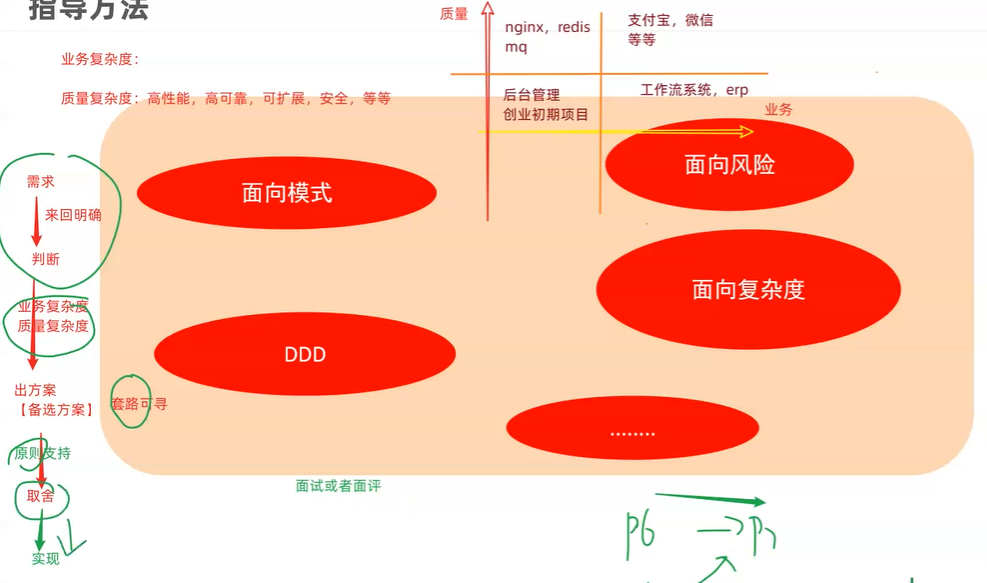 指导方法
质量
nginx，redis
mq
支付宝，微信
等等
业务复杂度：
质量复杂度：高性能，高可靠，可扩展，安全，等等
后台管理
创业初期项目
工作流系统，erp
业务
需求
来回明确
判断
面向模式
面向风险
业务复杂度
质量复杂度
面向复杂度
DDD
出方案
【备选方案】
套路可寻
........
原则支持
取舍
实现
面试或者面评
p6
p7